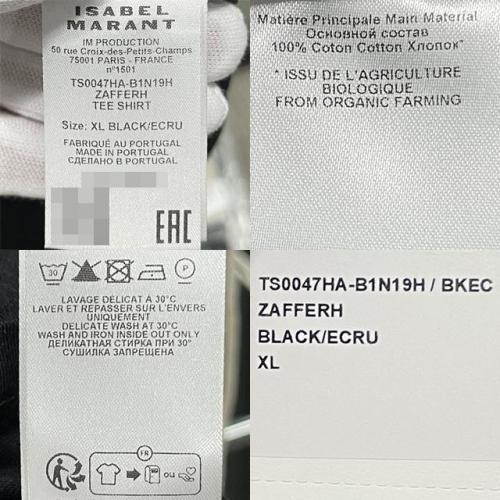 ISABEL
MARANT
IM PRODUCTION
50 rue Croix-des-Petits-Champs
75001 PARIS - FRANCE
n°1501
TS0047HA-B1N19H
ZAFFERH
TEE SHIRT
Size: XL BLACK/ECRU
FABRIQUÉ AU PORTUGAL
MADE IN PORTUGAL
СДЕЛАНО В PORTUGAL
EAC
Matière Principale Main Material
Основной состав
100% Coton Cotton Хлопок*
* ISSU DE L'AGRICULTURE
BIOLOGIQUE
FROM ORGANIC FARMING
30
P
LAVAGE DÉLICAT À 30°C
LAVER ET REPASSER SUR L'ENVERS
UNIQUEMENT
DELICATE WASH AT 30°C
WASH AND IRON INSIDE OUT ONLY
ДЕЛИКАТНАЯ СТИРКА ПРИ 30°
СУШИЛКА ЗАПРЕЩЕНА
FR
OU
TS0047HA-B1N19H / BKEC
ZAFFERH
BLACK/ECRU
XL